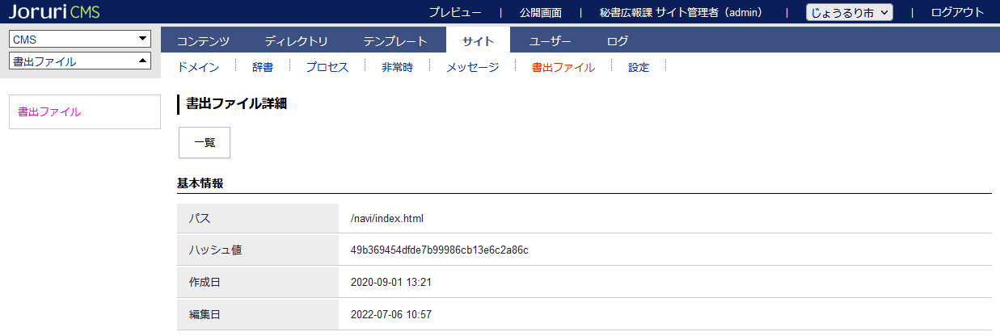 Joruri CMS
プレビュー | 公開画面 | 秘書広報課 サイト管理者（admin） | じょうるり市 | ログアウト
CMS
書出ファイル
コンテンツ ディレクトリ テンプレート サイト ユーザー ログ
ドメイン 辞書 プロセス 非常時 メッセージ 書出ファイル 設定
書出ファイル
書出ファイル詳細
一覧
基本情報
パス /navi/index.html
ハッシュ値 49b369454dfde7b99986cb13e6c2a86c
作成日 2020-09-01 13:21
編集日 2022-07-06 10:57